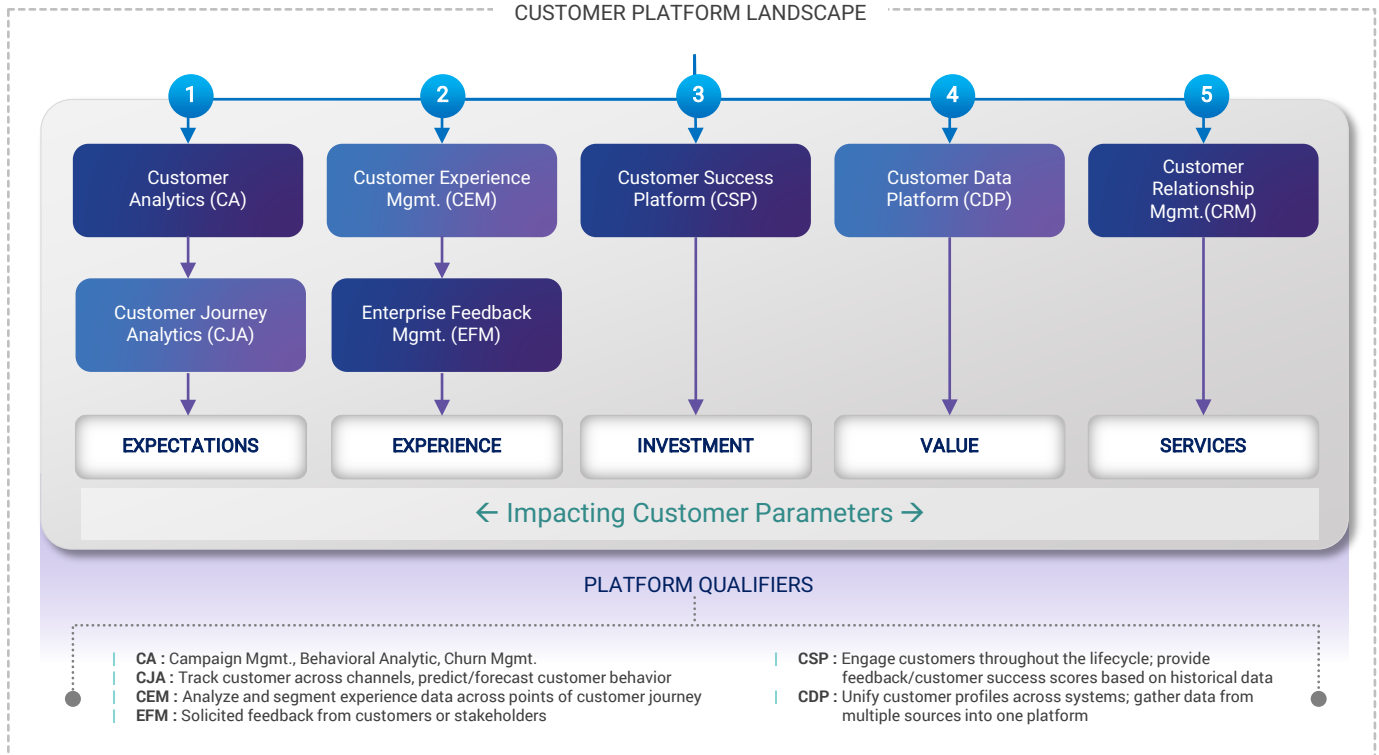 CUSTOMER PLATFORM LANDSCAPE
1
2
3
4
5
Customer
Analytics (CA)
Customer Experience
Mgmt. (CEM)
Customer Success
Platform (CSP)
Customer Data
Platform (CDP)
Customer
Relationship
Mgmt.(CRM)
Customer Journey
Analytics (CJA)
Enterprise Feedback
Mgmt. (EFM)
EXPECTATIONS
EXPERIENCE
INVESTMENT
VALUE
SERVICES
← Impacting Customer Parameters →
PLATFORM QUALIFIERS
CA : Campaign Mgmt., Behavioral Analytic, Churn Mgmt.
CJA : Track customer across channels, predict/forecast customer behavior
CEM : Analyze and segment experience data across points of customer journey
EFM : Solicited feedback from customers or stakeholders
CSP : Engage customers throughout the lifecycle; provide
feedback/customer success scores based on historical data
CDP : Unify customer profiles across systems; gather data from
multiple sources into one platform